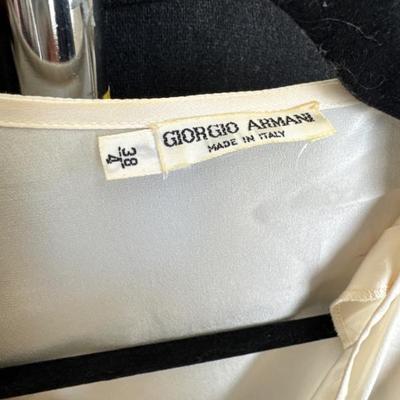 GIORGIO ARMANI
MADE IN ITALY
38
4